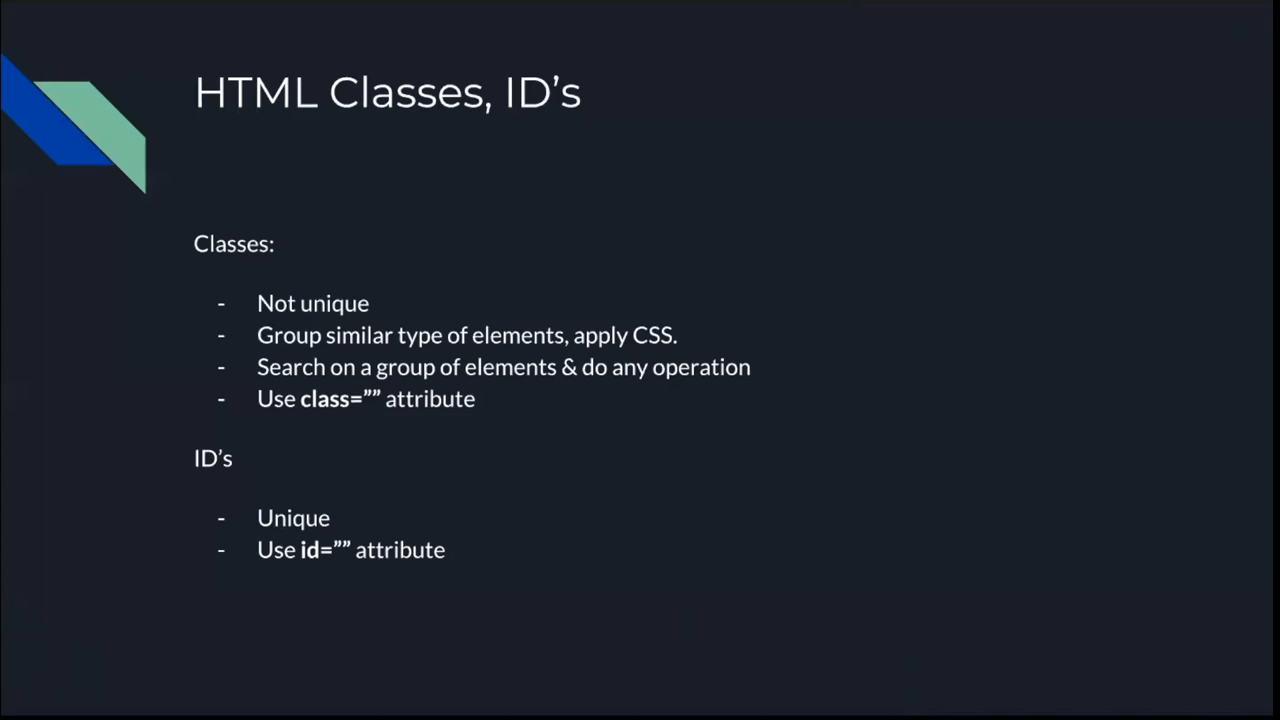 HTML Classes, ID’s
Classes:
- Not unique
- Group similar type of elements, apply CSS.
- Search on a group of elements & do any operation
- Use class=”” attribute
ID’s
- Unique
- Use id=”” attribute